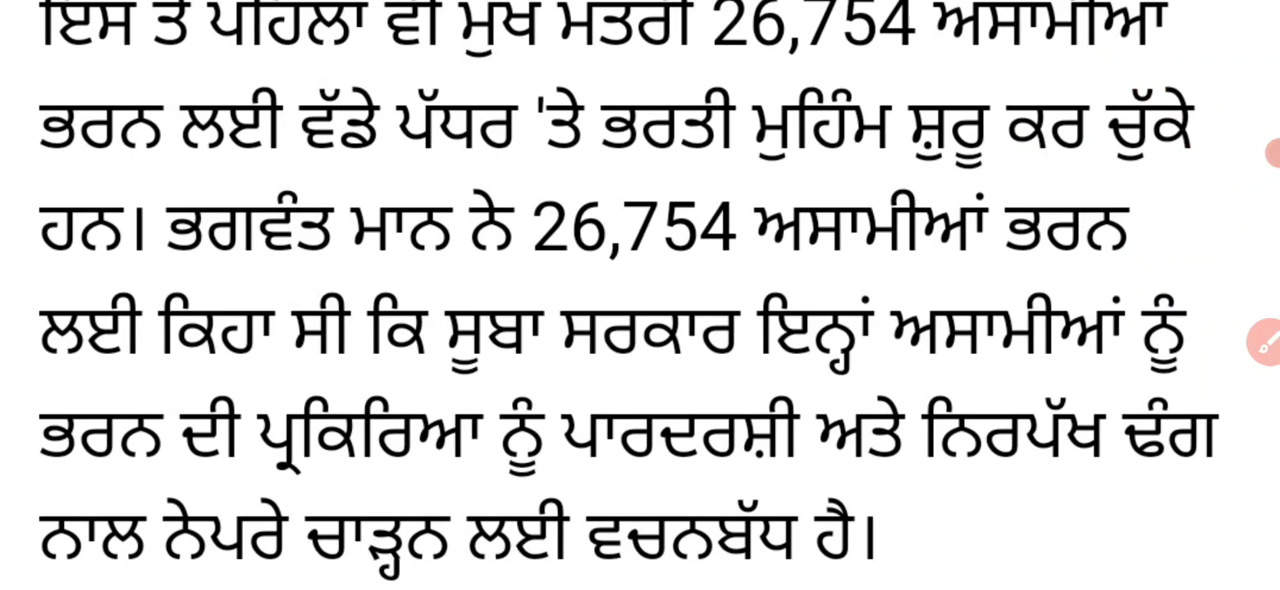 ਇਸ ਤੋਂ ਪਹਿਲਾਂ ਵੀ ਮੁੱਖ ਮੰਤਰੀ 26,754 ਅਸਾਮੀਆਂ
ਭਰਨ ਲਈ ਵੱਡੇ ਪੱਧਰ 'ਤੇ ਭਰਤੀ ਮੁਹਿੰਮ ਸ਼ੁਰੂ ਕਰ ਚੁੱਕੇ
ਹਨ। ਭਗਵੰਤ ਮਾਨ ਨੇ 26,754 ਅਸਾਮੀਆਂ ਭਰਨ
ਲਈ ਕਿਹਾ ਸੀ ਕਿ ਸੂਬਾ ਸਰਕਾਰ ਇਨ੍ਹਾਂ ਅਸਾਮੀਆਂ ਨੂੰ
ਭਰਨ ਦੀ ਪ੍ਰਕਿਰਿਆ ਨੂੰ ਪਾਰਦਰਸ਼ੀ ਅਤੇ ਨਿਰਪੱਖ ਢੰਗ
ਨਾਲ ਨੇਪਰੇ ਚਾੜ੍ਹਨ ਲਈ ਵਚਨਬੱਧ ਹੈ।